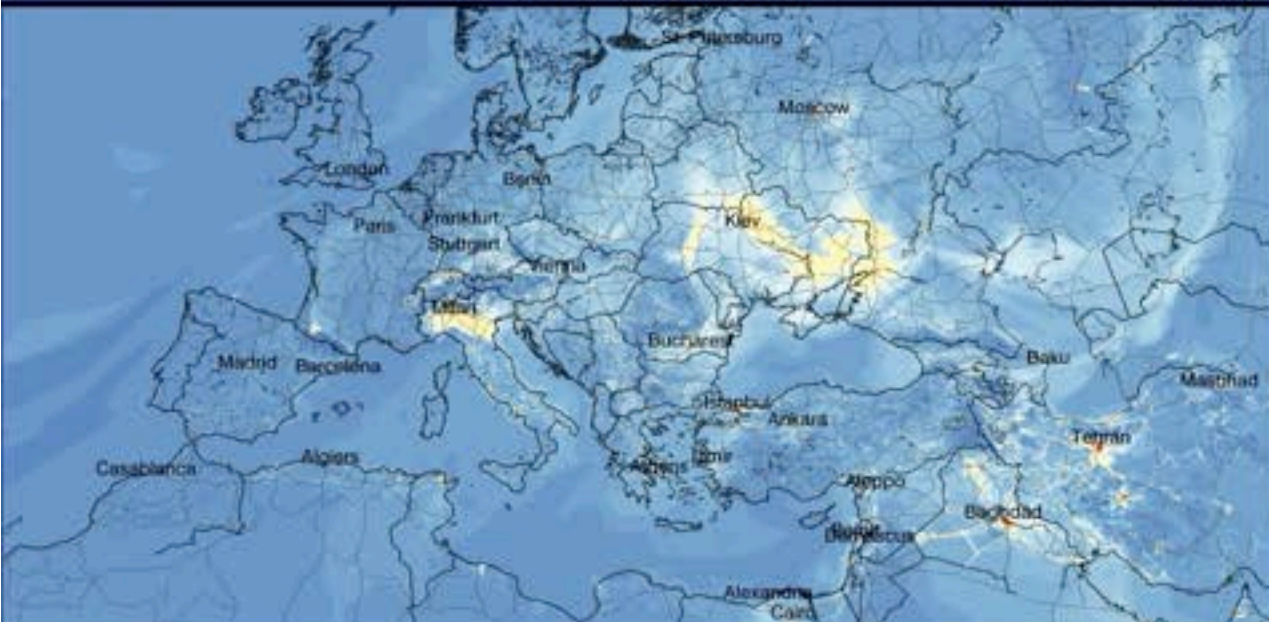 St. Petersburg
Moscow
London
Berlin
Paris
Frankfurt
Kiev
Stuttgart
Vienna
Milan
Bucharest
Madrid
Barcelona
Baku
Mashhad
Istanbul
Ankara
Tehran
Algiers
Izmir
Athens
Casablanca
Aleppo
Baghdad
Beirut
Damascus
Alexandria
Cairo